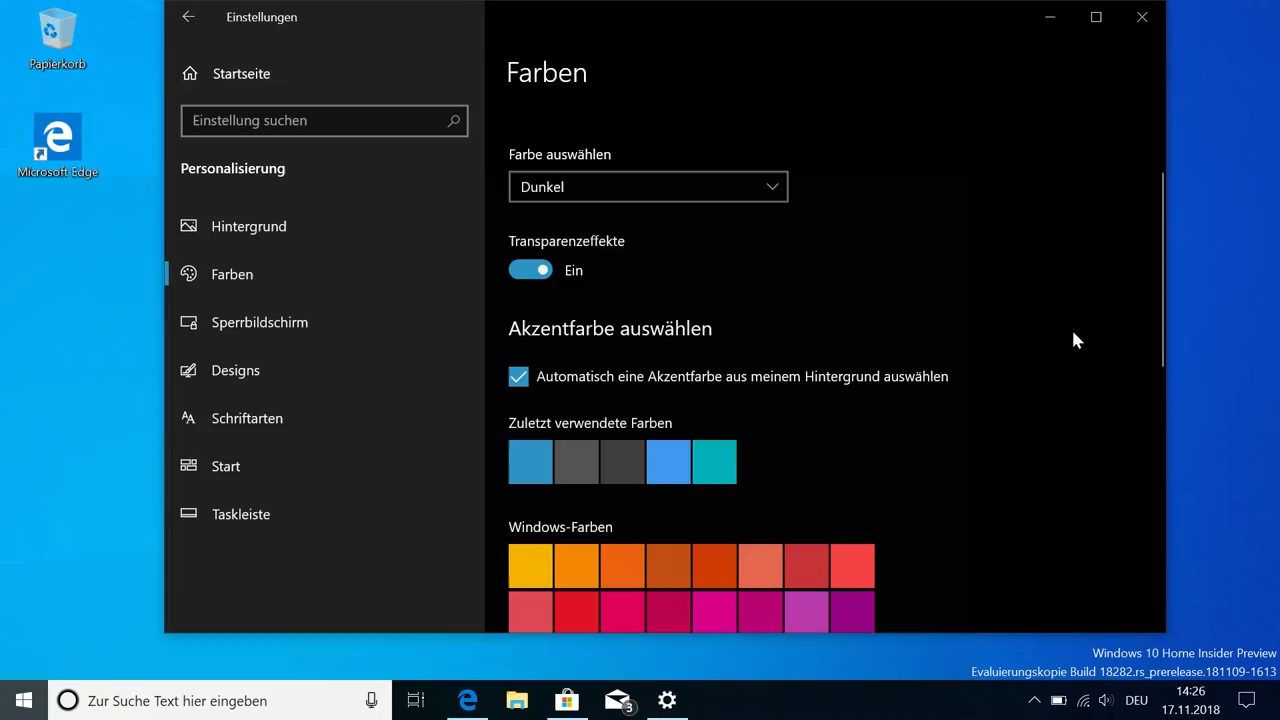 Papierkorb
Microsoft Edge
Einstellungen
Startseite
Einstellung suchen
Personalisierung
Hintergrund
Farben
Sperrbildschirm
Designs
Schriftarten
Start
Taskleiste
Farben
Farbe auswählen
Dunkel
Transparenzeffekte
Ein
Akzentfarbe auswählen
Automatisch eine Akzentfarbe aus meinem Hintergrund auswählen
Zuletzt verwendete Farben
Windows-Farben
Windows 10 Home Insider Preview
Evaluierungskopie Build 18282.rs_prerelease.181109-1613
Zur Suche Text hier eingeben
3
DEU
14:26
17.11.2018